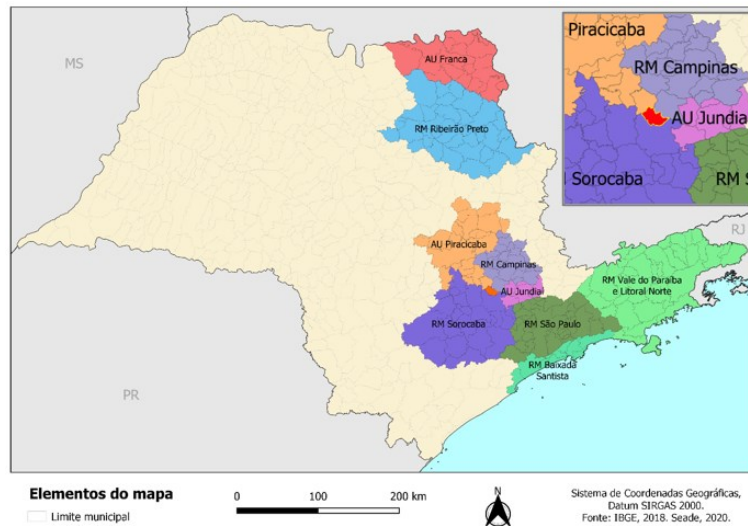 MS
AU Franca
RM Ribeirão Preto
AU Piracicaba
RM Campinas
AU Jundiaí
RM Sorocaba
RM São Paulo
RM Vale do Paraíba
e Litoral Norte
RM Baixada
Santista
PR
RJ
Piracicaba
RM Campinas
AU Jundiaí
Sorocaba
RM S
Elementos do mapa
Limite municipal
0 100 200 km
N
Sistema de Coordenadas Geográficas,
Datum SIRGAS 2000.
Fonte: IBGE, 2018. Seade, 2020.